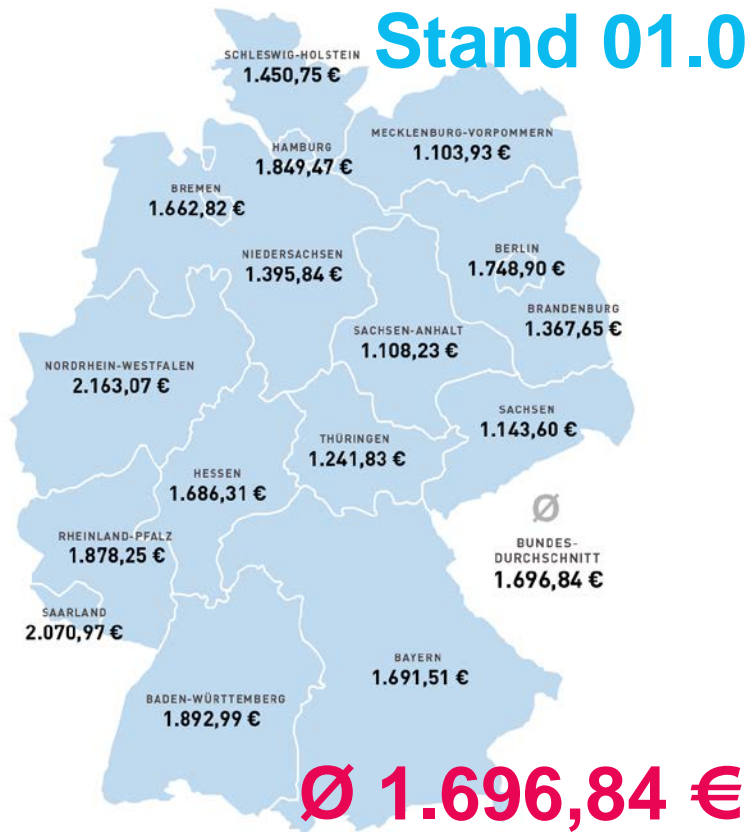 Stand 01.0
SCHLESWIG-HOLSTEIN
1.450,75 €
MECKLENBURG-VORPOMMERN
1.103,93 €
HAMBURG
1.849,47 €
BREMEN
1.662,82 €
NIEDERSACHSEN
1.395,84 €
BERLIN
1.748,90 €
BRANDENBURG
1.367,65 €
SACHSEN-ANHALT
1.108,23 €
NORDRHEIN-WESTFALEN
2.163,07 €
SACHSEN
1.143,60 €
THÜRINGEN
1.241,83 €
HESSEN
1.686,31 €
Ø
BUNDES-
DURCHSCHNITT
1.696,84 €
RHEINLAND-PFALZ
1.878,25 €
SAARLAND
2.070,97 €
BAYERN
1.691,51 €
BADEN-WÜRTTEMBERG
1.892,99 €
Ø 1.696,84 €